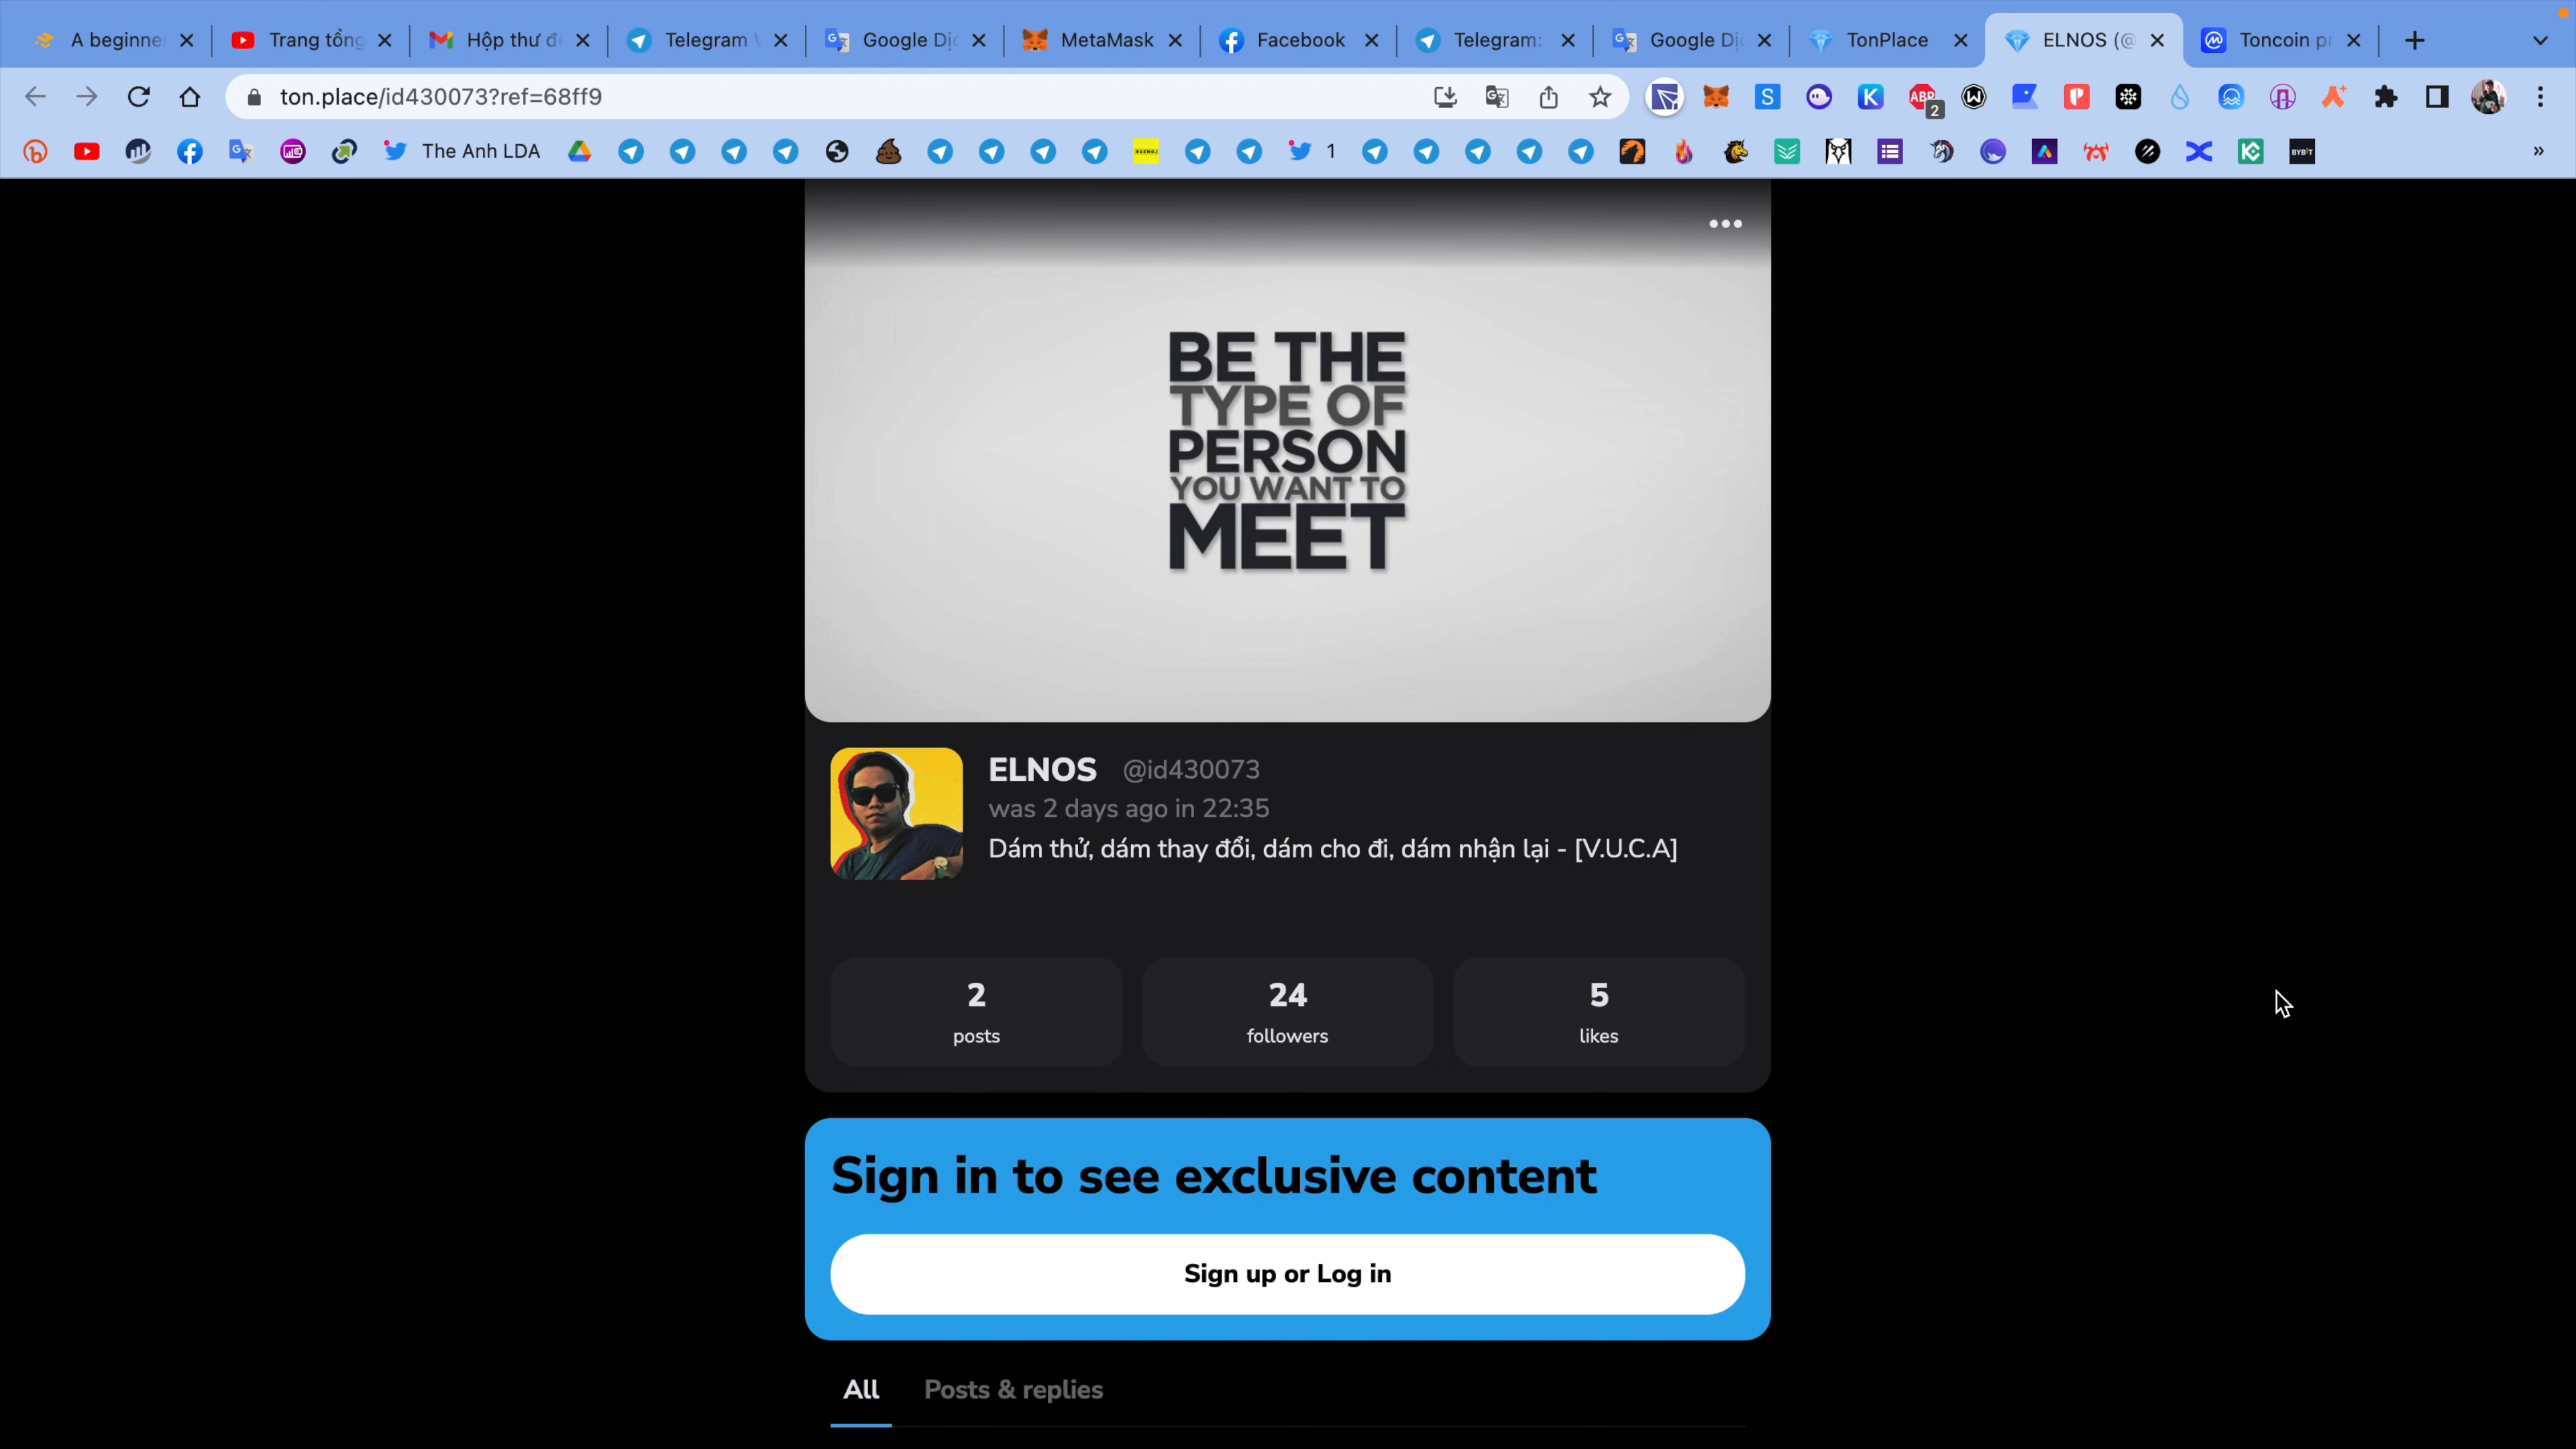 A beginne
Trang tổng
Hộp thư đ
Telegram
Google Dị
MetaMask
Facebook
Telegram:
Google Dị
TonPlace
ELNOS (@
Toncoin pr
ton.place/id430073?ref=68ff9
ABP
2
The Anh LDA
1
BYBIT
BE THE
TYPE OF
PERSON
YOU WANT TO
MEET
ELNOS @id430073
was 2 days ago in 22:35
Dám thử, dám thay đổi, dám cho đi, dám nhận lại - [V.U.C.A]
2
posts
24
followers
5
likes
Sign in to see exclusive content
Sign up or Log in
All
Posts & replies